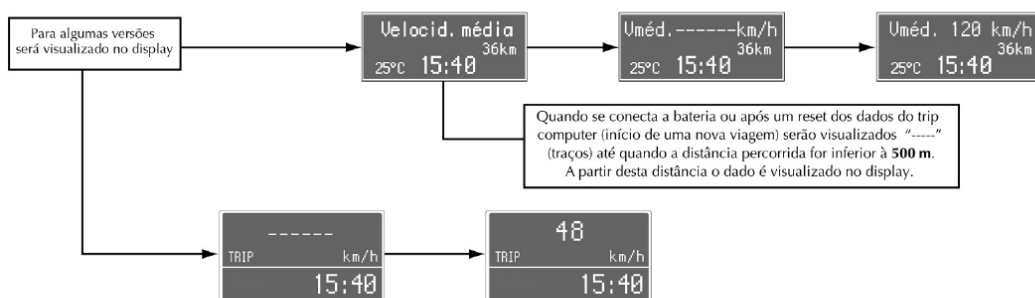 Para algumas versões
será visualizado no display
Velocid. média
36km
25°C 15:40
Vméd.------km/h
36km
25°C 15:40
Vméd. 120 km/h
36km
25°C 15:40
Quando se conecta a bateria ou após um reset dos dados do trip
computer (início de uma nova viagem) serão visualizados "-----"
(traços) até quando a distância percorrida for inferior à 500 m.
A partir desta distância o dado é visualizado no display.
------
TRIP km/h
15:40
48
TRIP km/h
15:40